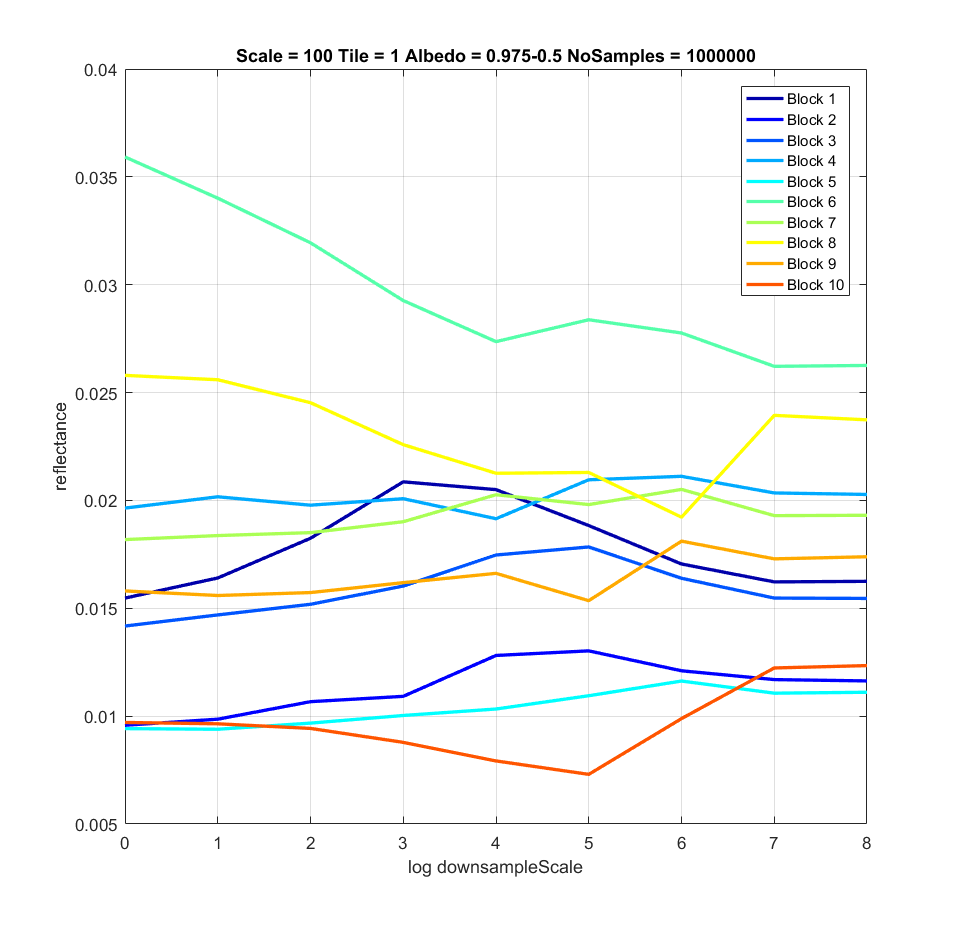 Scale = 100 Tile = 1 Albedo = 0.975-0.5 NoSamples = 1000000
0.04
0.035
0.03
0.025
0.02
0.015
0.01
0.005
reflectance
Block 1
Block 2
Block 3
Block 4
Block 5
Block 6
Block 7
Block 8
Block 9
Block 10
0 1 2 3 4 5 6 7 8
log downsampleScale